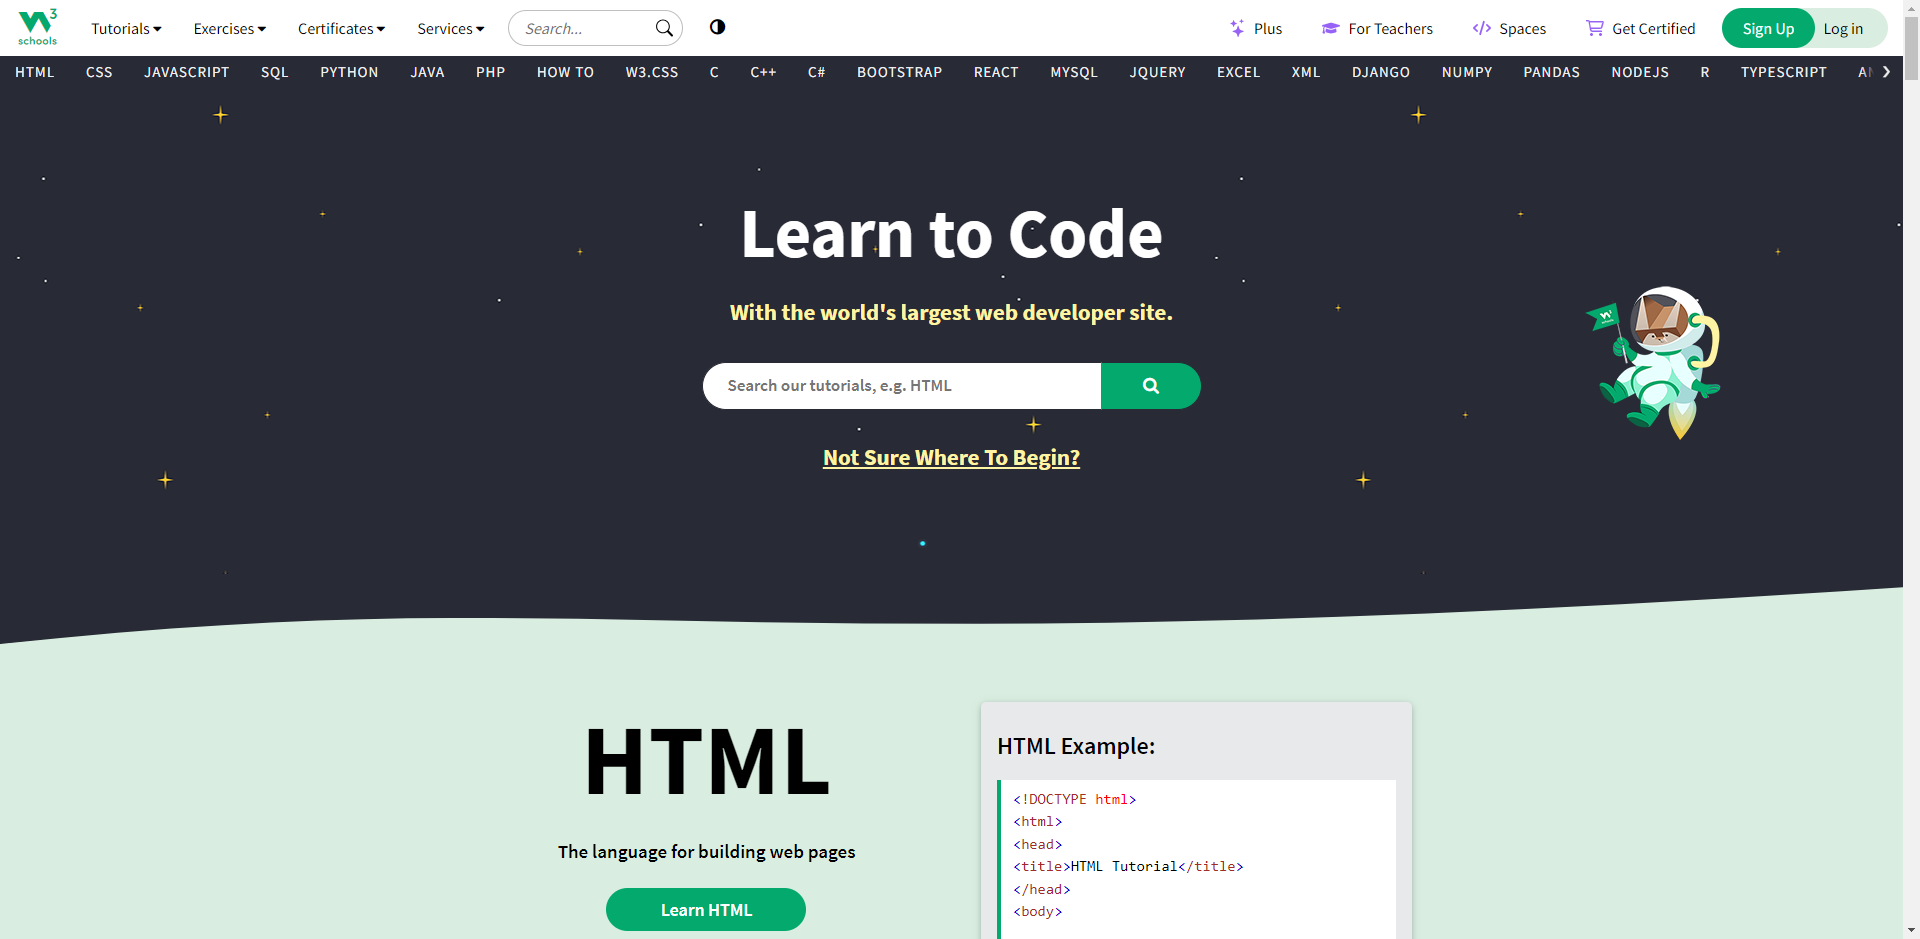 3
schools
Tutorials Exercises Certificates Services Search... Plus For Teachers Spaces Get Certified Sign Up Log in
HTML CSS JAVASCRIPT SQL PYTHON JAVA PHP HOW TO W3.CSS C C++ C# BOOTSTRAP REACT MYSQL JQUERY EXCEL XML DJANGO NUMPY PANDAS NODEJS R TYPESCRIPT
Learn to Code
With the world's largest web developer site.
Search our tutorials, e.g. HTML
Not Sure Where To Begin?
HTML
The language for building web pages
Learn HTML
HTML Example:
<!DOCTYPE html>
<html>
<head>
<title>HTML Tutorial</title>
</head>
<body>